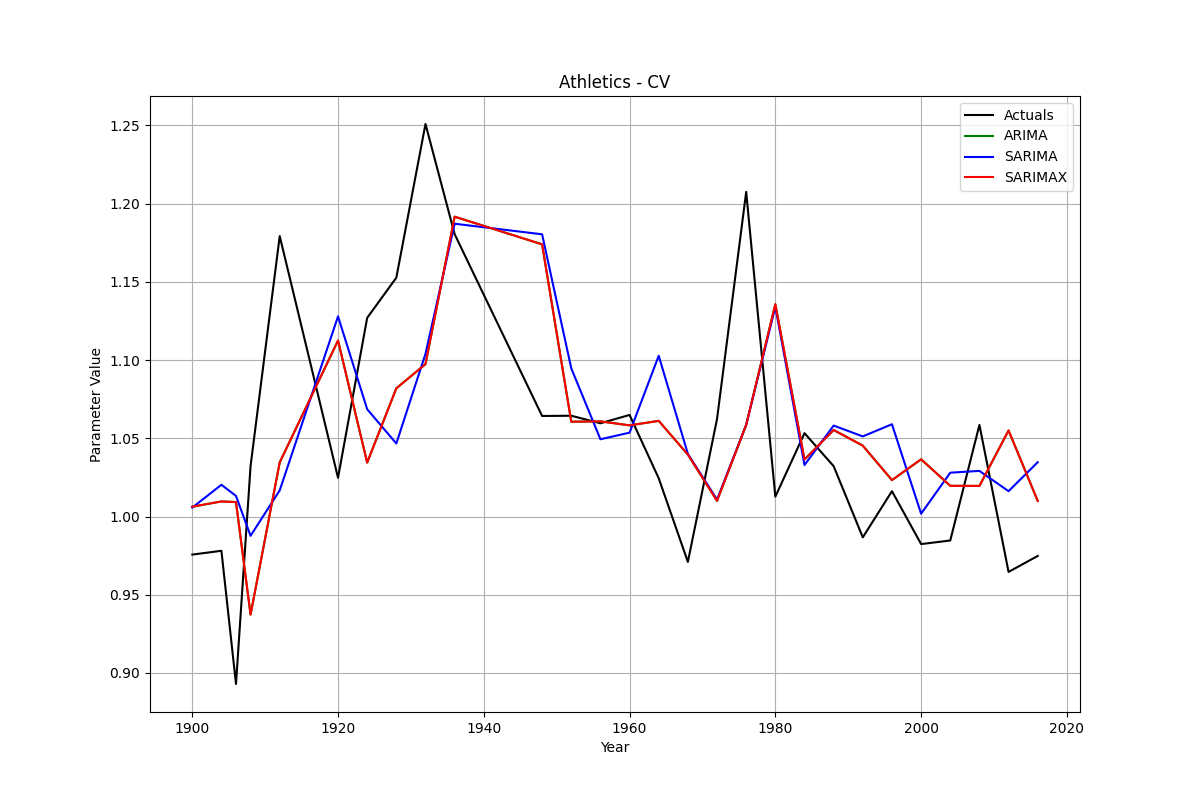 Athletics - CV
Actuals
ARIMA
SARIMA
SARIMAX
1.25
1.20
1.15
1.10
1.05
1.00
0.95
0.90
Parameter Value
1900 1920 1940 1960 1980 2000 2020
Year